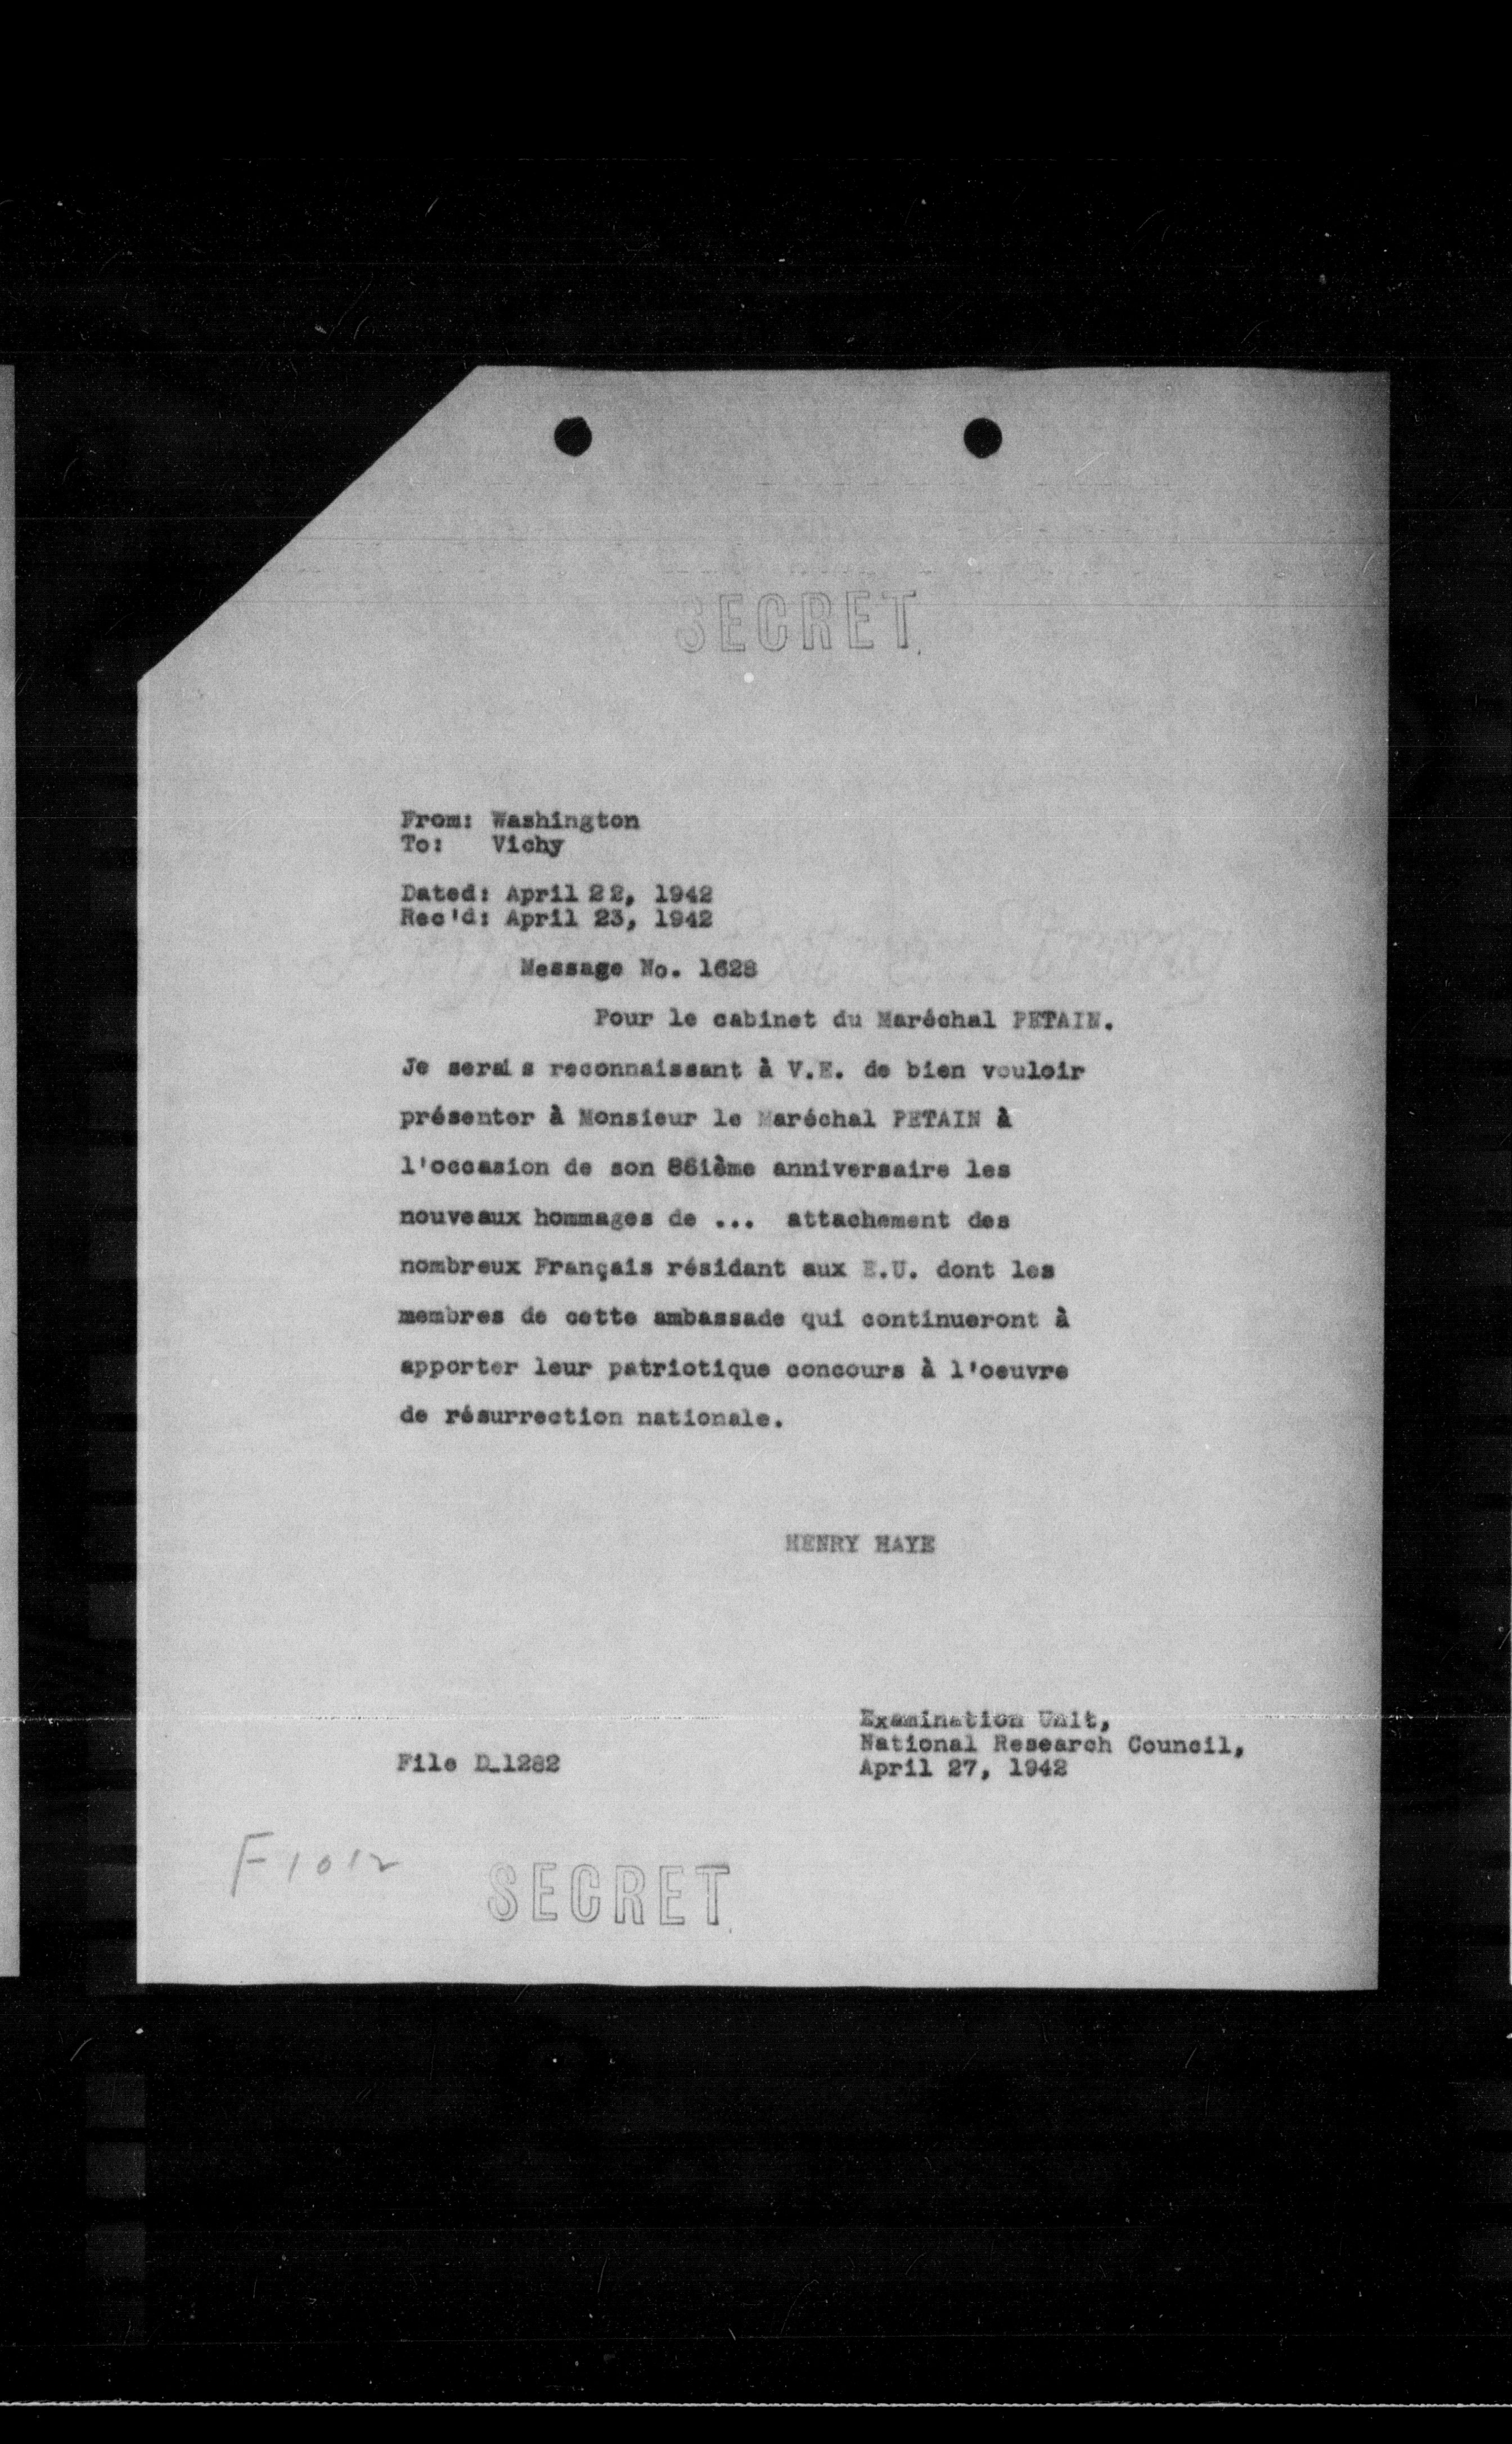 SECRET
From: Washington
To: Vichy
Dated: April 22, 1942
Rec'd: April 23, 1942
Message No. 1628
Pour le cabinet du Maréchal PETAIN.
Je serais reconnaissant à V.E. de bien vouloir
présenter à Monsieur le Maréchal PETAIN à
l'occasion de son 86ième anniversaire les
nouveaux hommages de ... attachement des
nombreux Français résidant aux E.U. dont les
membres de cette ambassade qui continueront à
apporter leur patriotique concours à l'oeuvre
de résurrection nationale.
HENRY HAYE
Examination Unit,
National Research Council,
April 27, 1942
File D-1282
F1012
SECRET